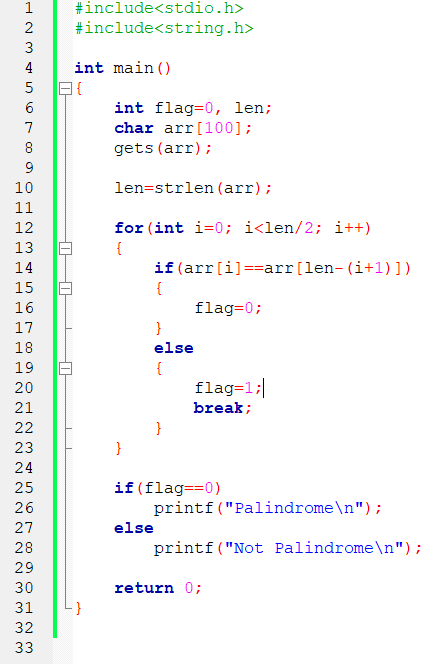 1 #include<stdio.h>
2 #include<string.h>
3
4 int main()
5 {
6     int flag=0, len;
7     char arr[100];
8     gets(arr);
9
10     len=strlen(arr);
11
12     for(int i=0; i<len/2; i++)
13     {
14         if(arr[i]==arr[len-(i+1)])
15         {
16             flag=0;
17         }
18         else
19         {
20             flag=1;
21             break;
22         }
23     }
24
25     if(flag==0)
26         printf("Palindrome\n");
27     else
28         printf("Not Palindrome\n");
29
30     return 0;
31 }
32
33